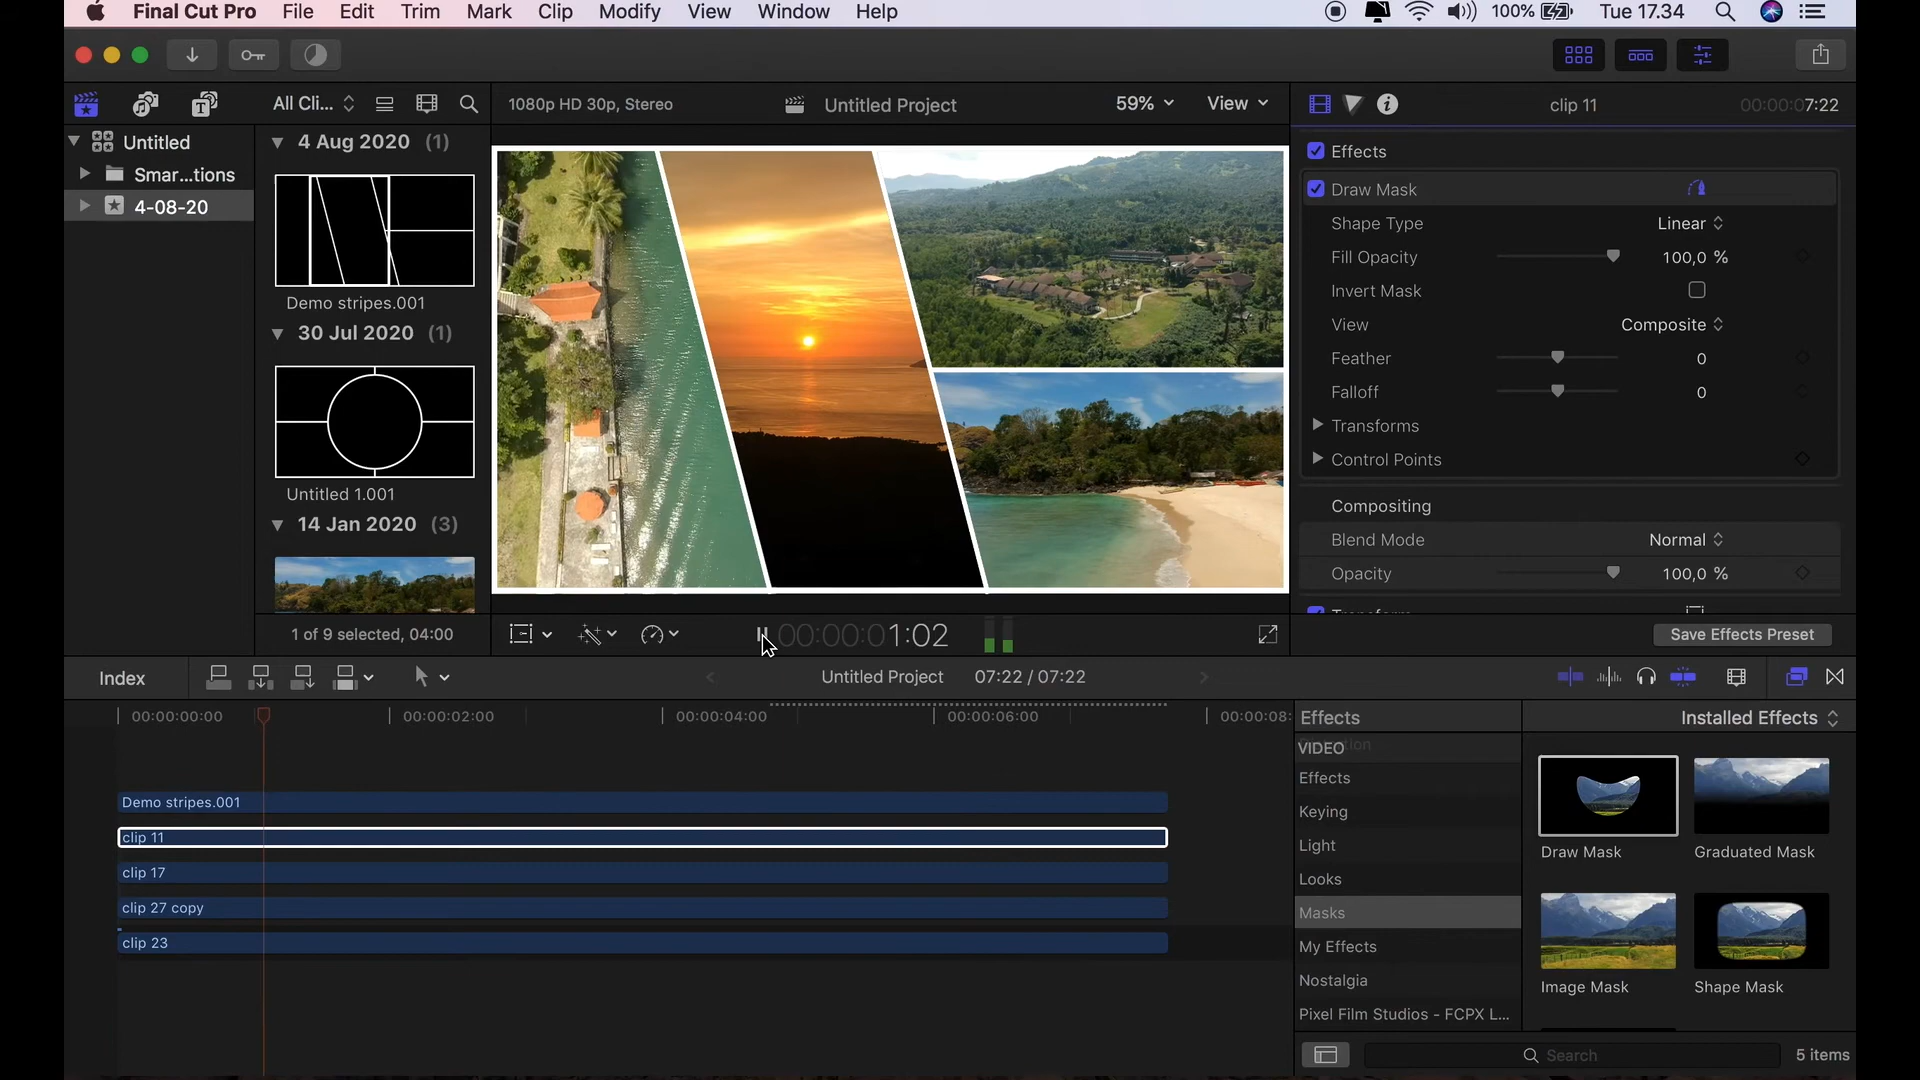 Final Cut Pro File Edit Trim Mark Clip Modify View Window Help 100% Tue 17.34
All Cli... 1080p HD 30p, Stereo Untitled Project 59% View clip 11 00:00:07:22
Untitled
Smar...tions
4-08-20
4 Aug 2020 (1)
Demo stripes.001
30 Jul 2020 (1)
Untitled 1.001
14 Jan 2020 (3)
1 of 9 selected, 04:00
00:00:01:02
Effects
Draw Mask
Shape Type Linear
Fill Opacity 100,0 %
Invert Mask
View Composite
Feather 0
Falloff 0
Transforms
Control Points
Compositing
Blend Mode Normal
Opacity 100,0 %
Save Effects Preset
Index Untitled Project 07:22 / 07:22
00:00:00:00 00:00:02:00 00:00:04:00 00:00:06:00 00:00:08:
Demo stripes.001
clip 11
clip 17
clip 27 copy
clip 23
Effects Installed Effects
VIDEO
Effects
Keying
Light
Looks
Masks
My Effects
Nostalgia
Pixel Film Studios - FCPX L...
Draw Mask Graduated Mask
Image Mask Shape Mask
Search 5 items